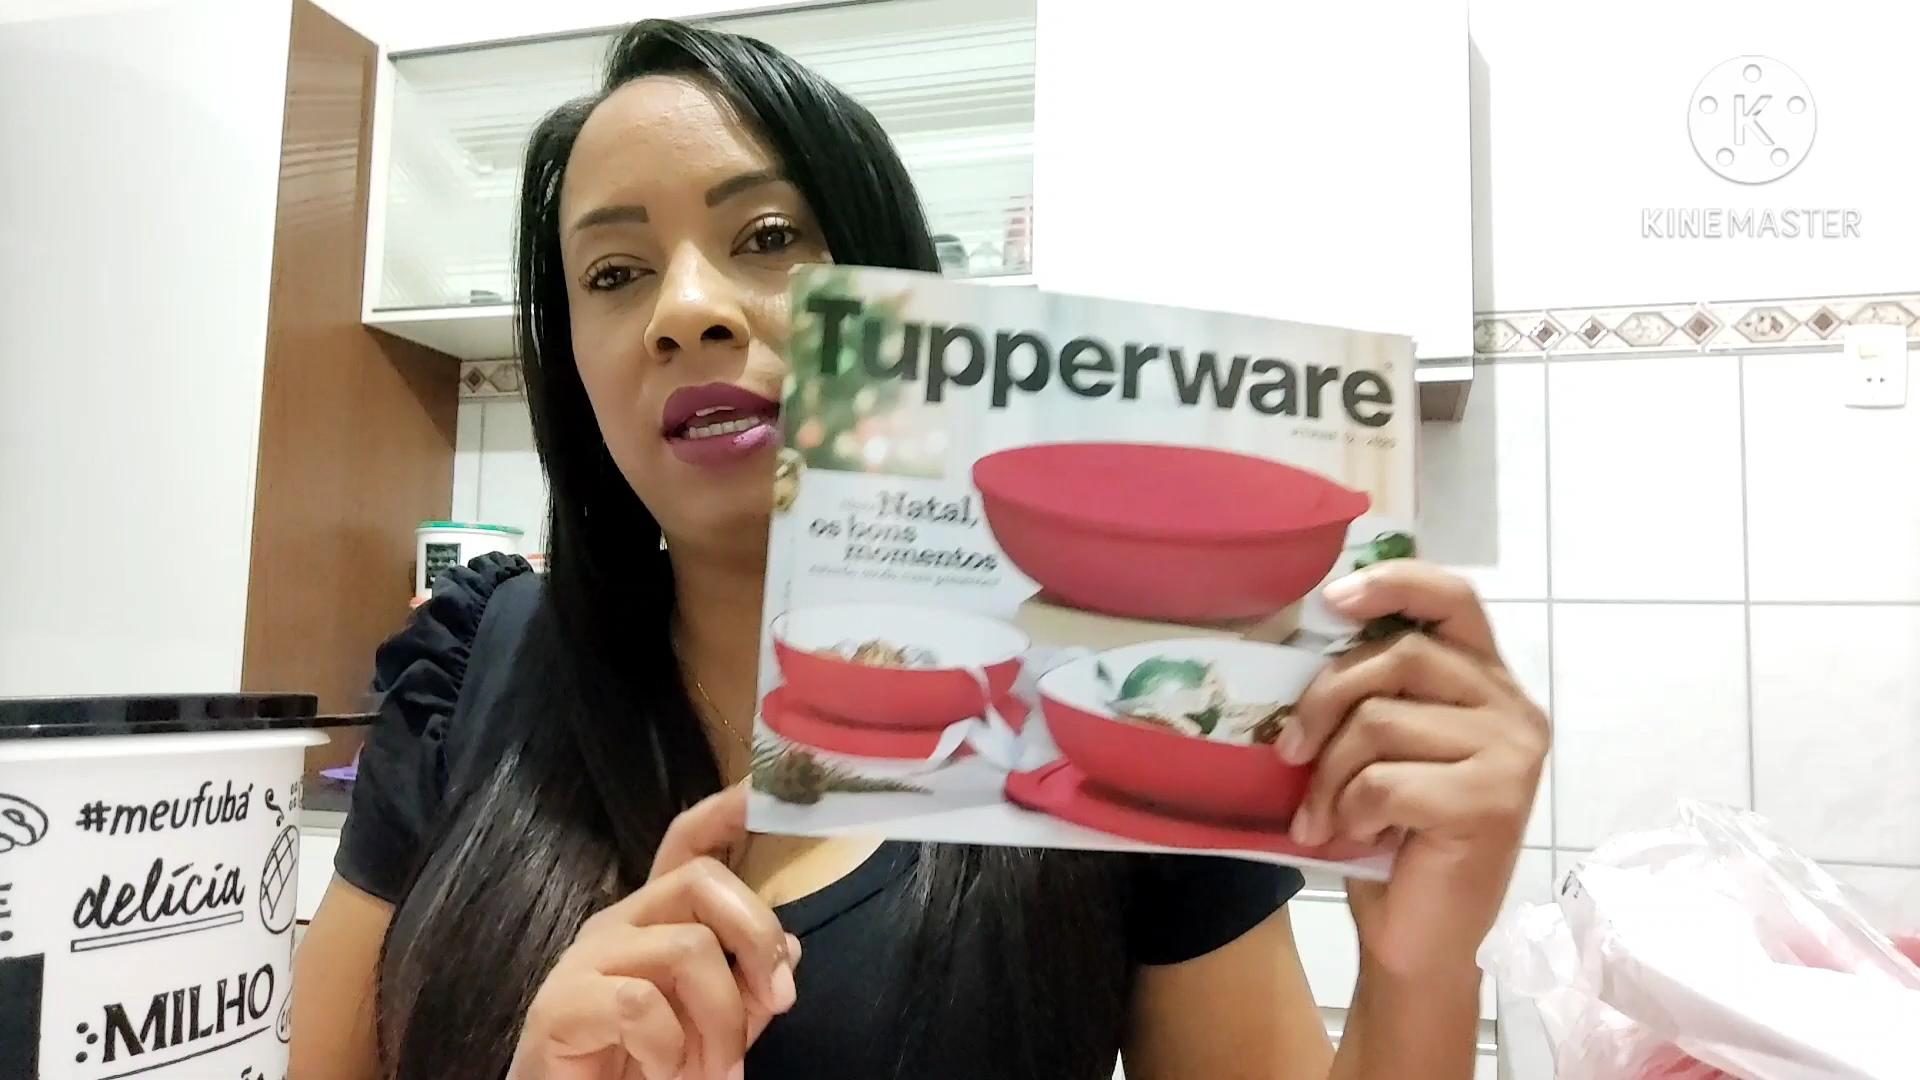 K
KINEMASTER
Tupperware
Natal,
os bons
momentos
#meufubá
delícia
:MILHO